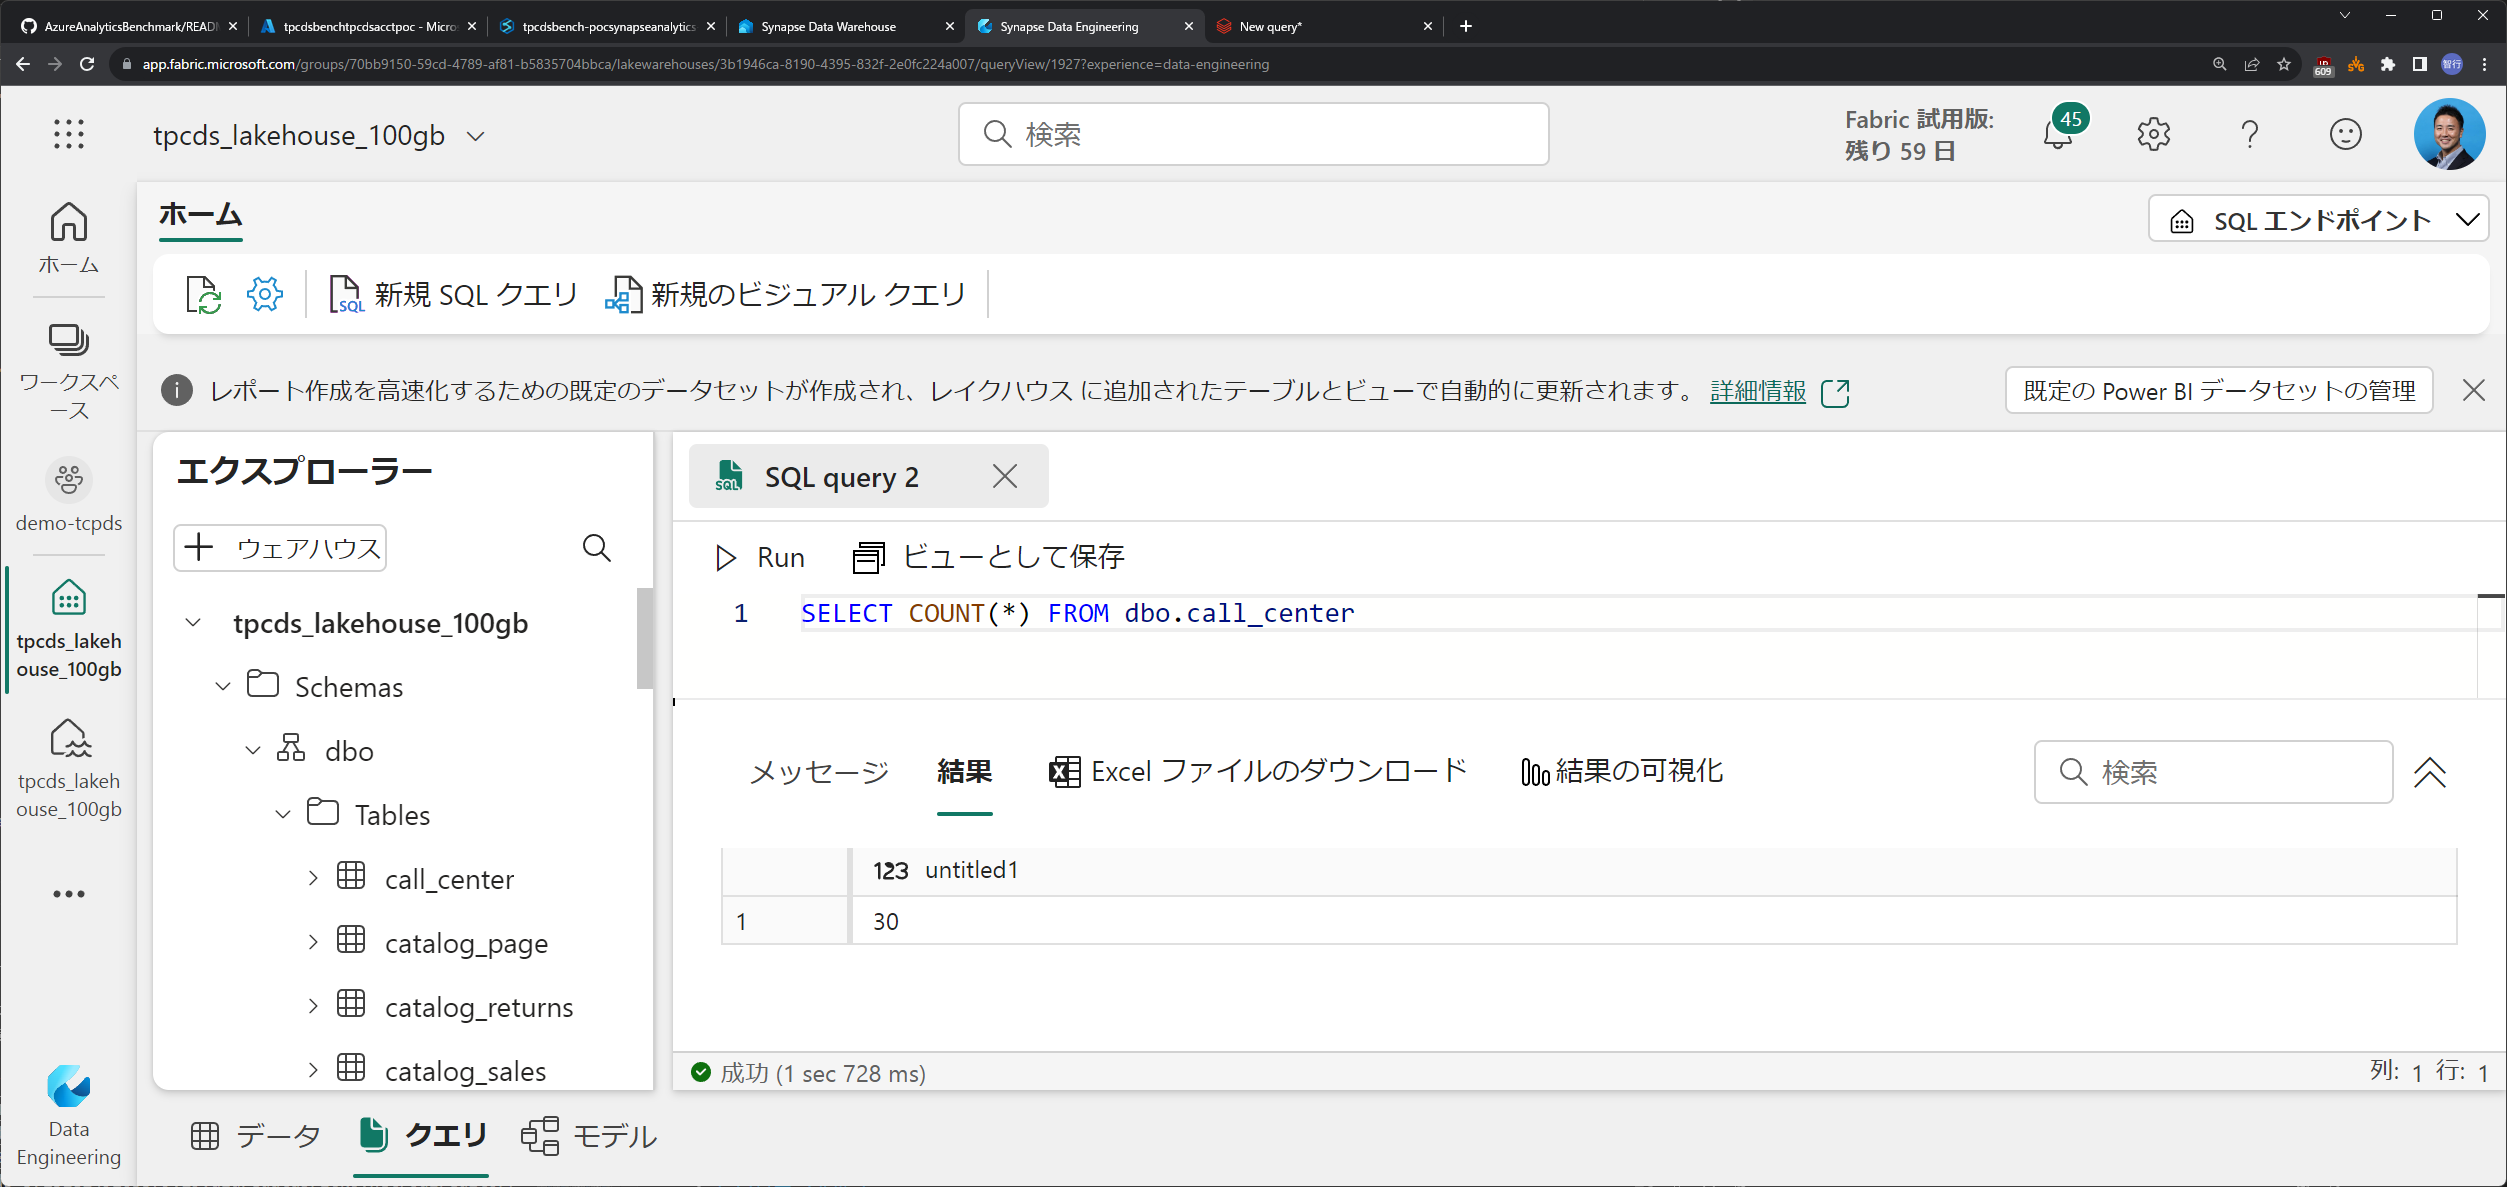 AzureAnalyticsBenchmark/READ
tpcdsbenchtpcdsacctpoc - Micro
tpcdsbench-pocsynapseanalytics
Synapse Data Warehouse
Synapse Data Engineering
New query*
app.fabric.microsoft.com/groups/70bb9150-59cd-4789-af81-b5835704bbca/lakewarehouses/3b1946ca-8190-4395-832f-2e0fc224a007/queryView/1927?experience=data-engineering
609
智行
tpcds_lakehouse_100gb
検索
Fabric 試用版:
残り 59 日
45
ホーム
ワークスペ
ース
demo-tcpds
tpcds_lakeh
ouse_100gb
tpcds_lakeh
ouse_100gb
Data
Engineering
ホーム
SQL エンドポイント
SQL
新規 SQL クエリ
新規のビジュアル クエリ
レポート作成を高速化するための既定のデータセットが作成され、レイクハウス に追加されたテーブルとビューで自動的に更新されます。 詳細情報
既定の Power BI データセットの管理
エクスプローラー
ウェアハウス
tpcds_lakehouse_100gb
Schemas
dbo
Tables
call_center
catalog_page
catalog_returns
catalog_sales
SQL
SQL query 2
Run
ビューとして保存
1 SELECT COUNT(*) FROM dbo.call_center
メッセージ
結果
Excel ファイルのダウンロード
結果の可視化
検索
123 untitled1
1 30
成功 (1 sec 728 ms)
列: 1 行: 1
データ
クエリ
モデル